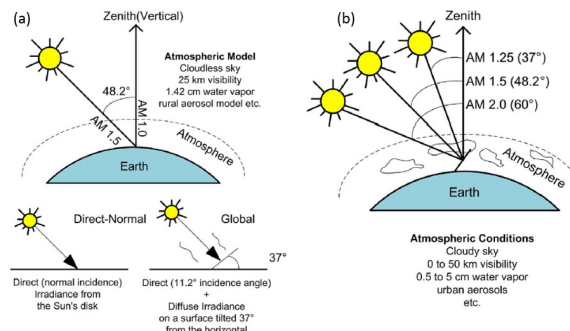 (a)
Zenith(Vertical)
Atmospheric Model
Cloudless sky
25 km visibility
1.42 cm water vapor
rural aerosol model etc.
48.2°
AM 1.5
AM 1.0
Atmosphere
Earth
Direct-Normal
Global
37°
Direct (normal incidence)
Irradiance from
the Sun's disk
Direct (11.2° incidence angle)
+
Diffuse Irradiance
on a surface tilted 37°
from the horizontal
(b)
Zenith
AM 1.25 (37°)
AM 1.5 (48.2°)
AM 2.0 (60°)
Atmosphere
Earth
Atmospheric Conditions
Cloudy sky
0 to 50 km visibility
0.5 to 5 cm water vapor
urban aerosols
etc.